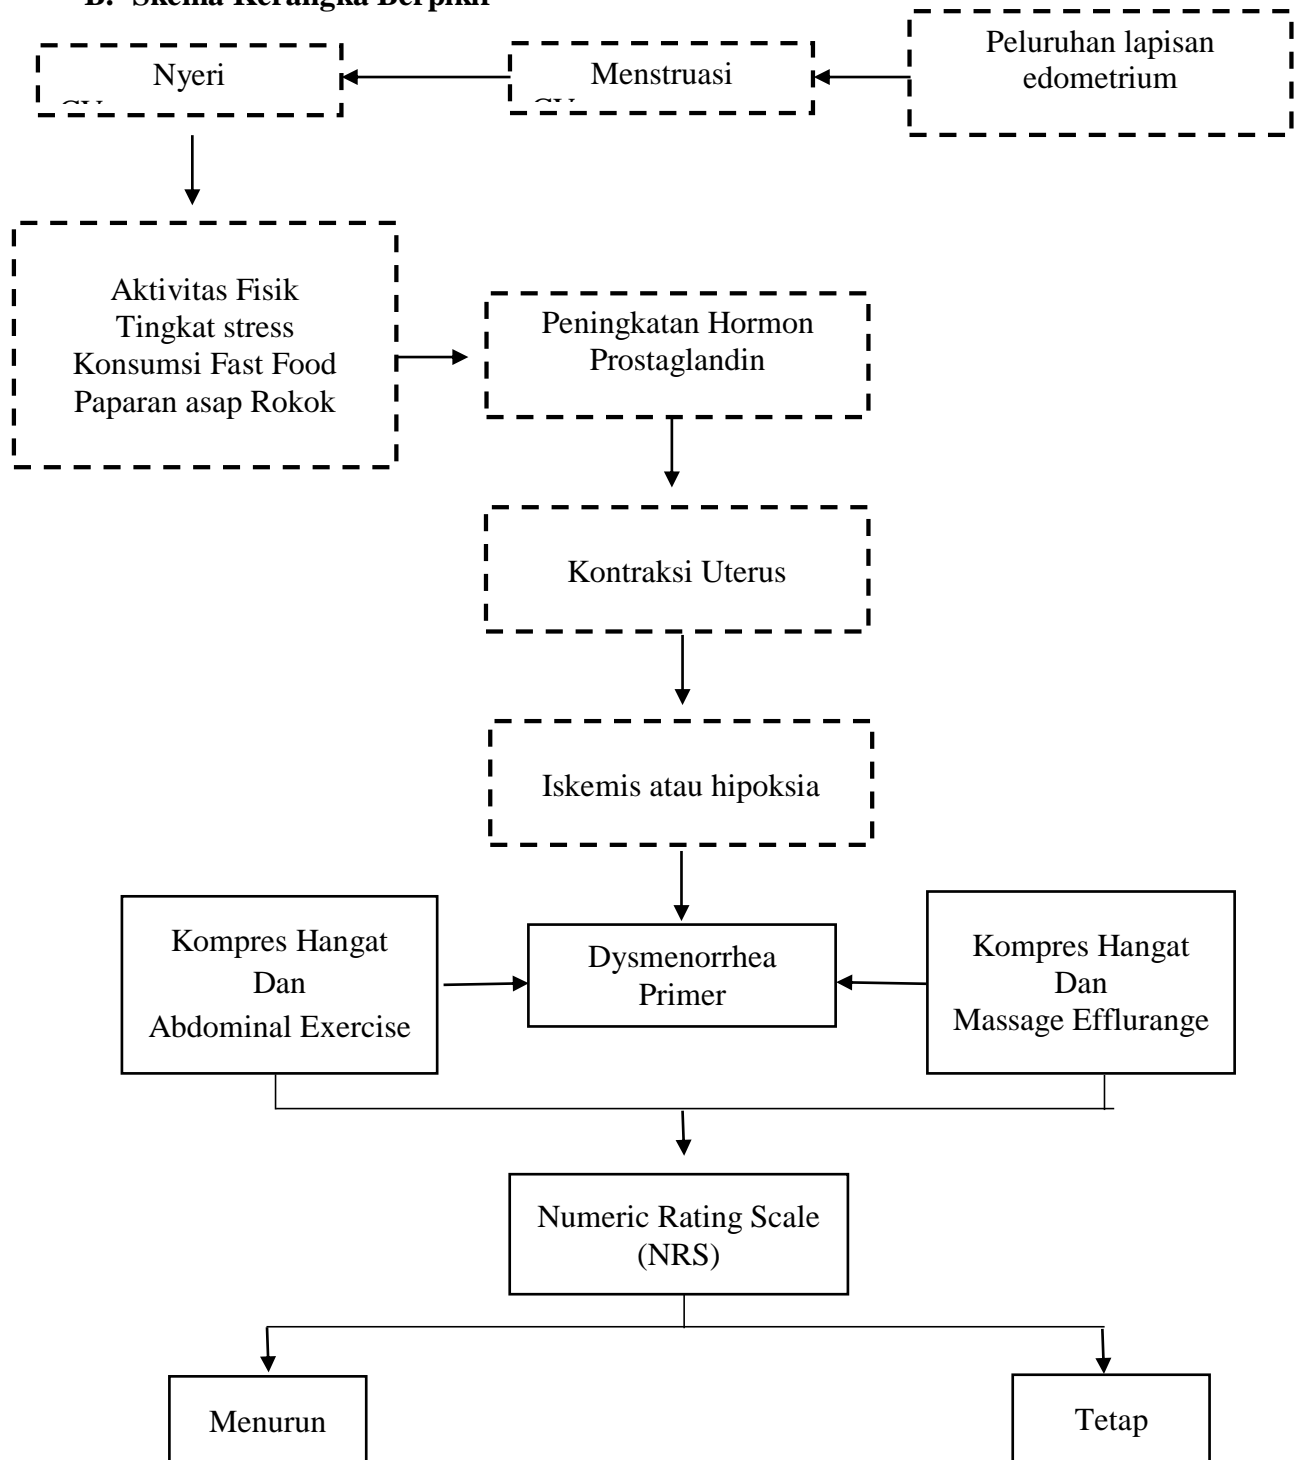 B. Skema Kerangka Berpikir
Peluruhan lapisan
edometrium
Menstruasi
Nyeri
Aktivitas Fisik
Tingkat stress
Konsumsi Fast Food
Paparan asap Rokok
Peningkatan Hormon
Prostaglandin
Kontraksi Uterus
Iskemis atau hipoksia
Kompres Hangat
Dan
Abdominal Exercise
Dysmenorrhea
Primer
Kompres Hangat
Dan
Massage Efflurange
Numeric Rating Scale
(NRS)
Menurun
Tetap